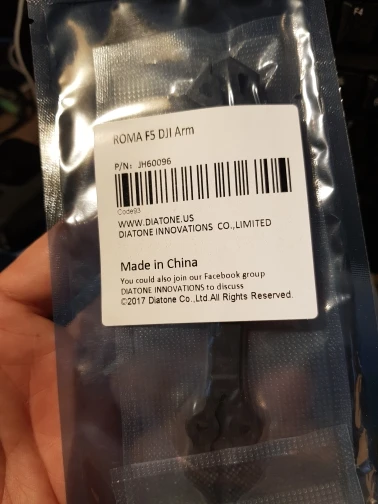 ROMA F5 DJI Arm
P/N: JH60096
Code93
WWW.DIATONE.US
DIATONE INNOVATIONS CO.,LIMITED
Made in China
You could also join our Facebook group
DIATONE INNOVATIONS to discuss
©2017 Diatone Co.,Ltd.All Rights Reserved.